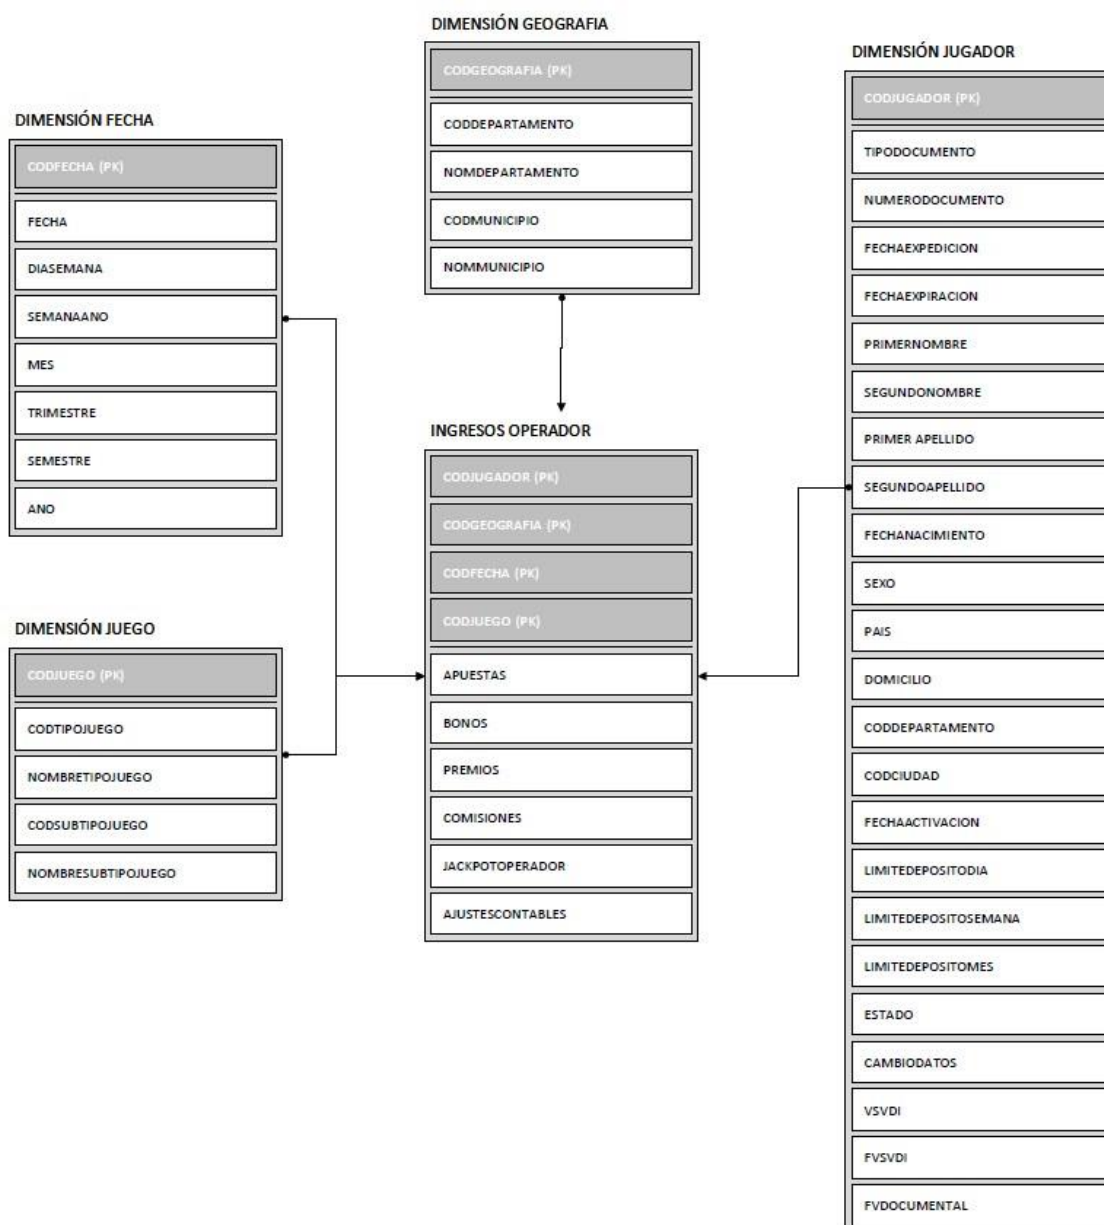 DIMENSIÓN GEOGRAFIA
CODGEOGRAFIA (PK)
CODDEPARTAMENTO
NOMDEPARTAMENTO
CODMUNICIPIO
NOMMUNICIPIO
DIMENSIÓN FECHA
CODFECHA (PK)
FECHA
DIASEMANA
SEMANAANO
MES
TRIMESTRE
SEMESTRE
ANO
DIMENSIÓN JUEGO
CODJUEGO (PK)
CODTIPOJUEGO
NOMBRETIPOJUEGO
CODSUBTIPOJUEGO
NOMBRESUBTIPOJUEGO
INGRESOS OPERADOR
CODJUGADOR (PK)
CODGEOGRAFIA (PK)
CODFECHA (PK)
CODJUEGO (PK)
APUESTAS
BONOS
PREMIOS
COMISIONES
JACKPOTOPERADOR
AJUSTESCONTABLES
DIMENSIÓN JUGADOR
CODJUGADOR (PK)
TIPODOCUMENTO
NUMERODOCUMENTO
FECHAEXPEDICION
FECHAEXPIRACION
PRIMERNOMBRE
SEGUNDONOMBRE
PRIMER APELLIDO
SEGUNDOAPELLIDO
FECHANACIMIENTO
SEXO
PAIS
DOMICILIO
CODDEPARTAMENTO
CODCIUDAD
FECHAACTIVACION
LIMITEDEPOSITODIA
LIMITEDEPOSITOSEMANA
LIMITEDEPOSITOMES
ESTADO
CAMBIODATOS
VSVDI
FVSVDI
FVDOCUMENTAL